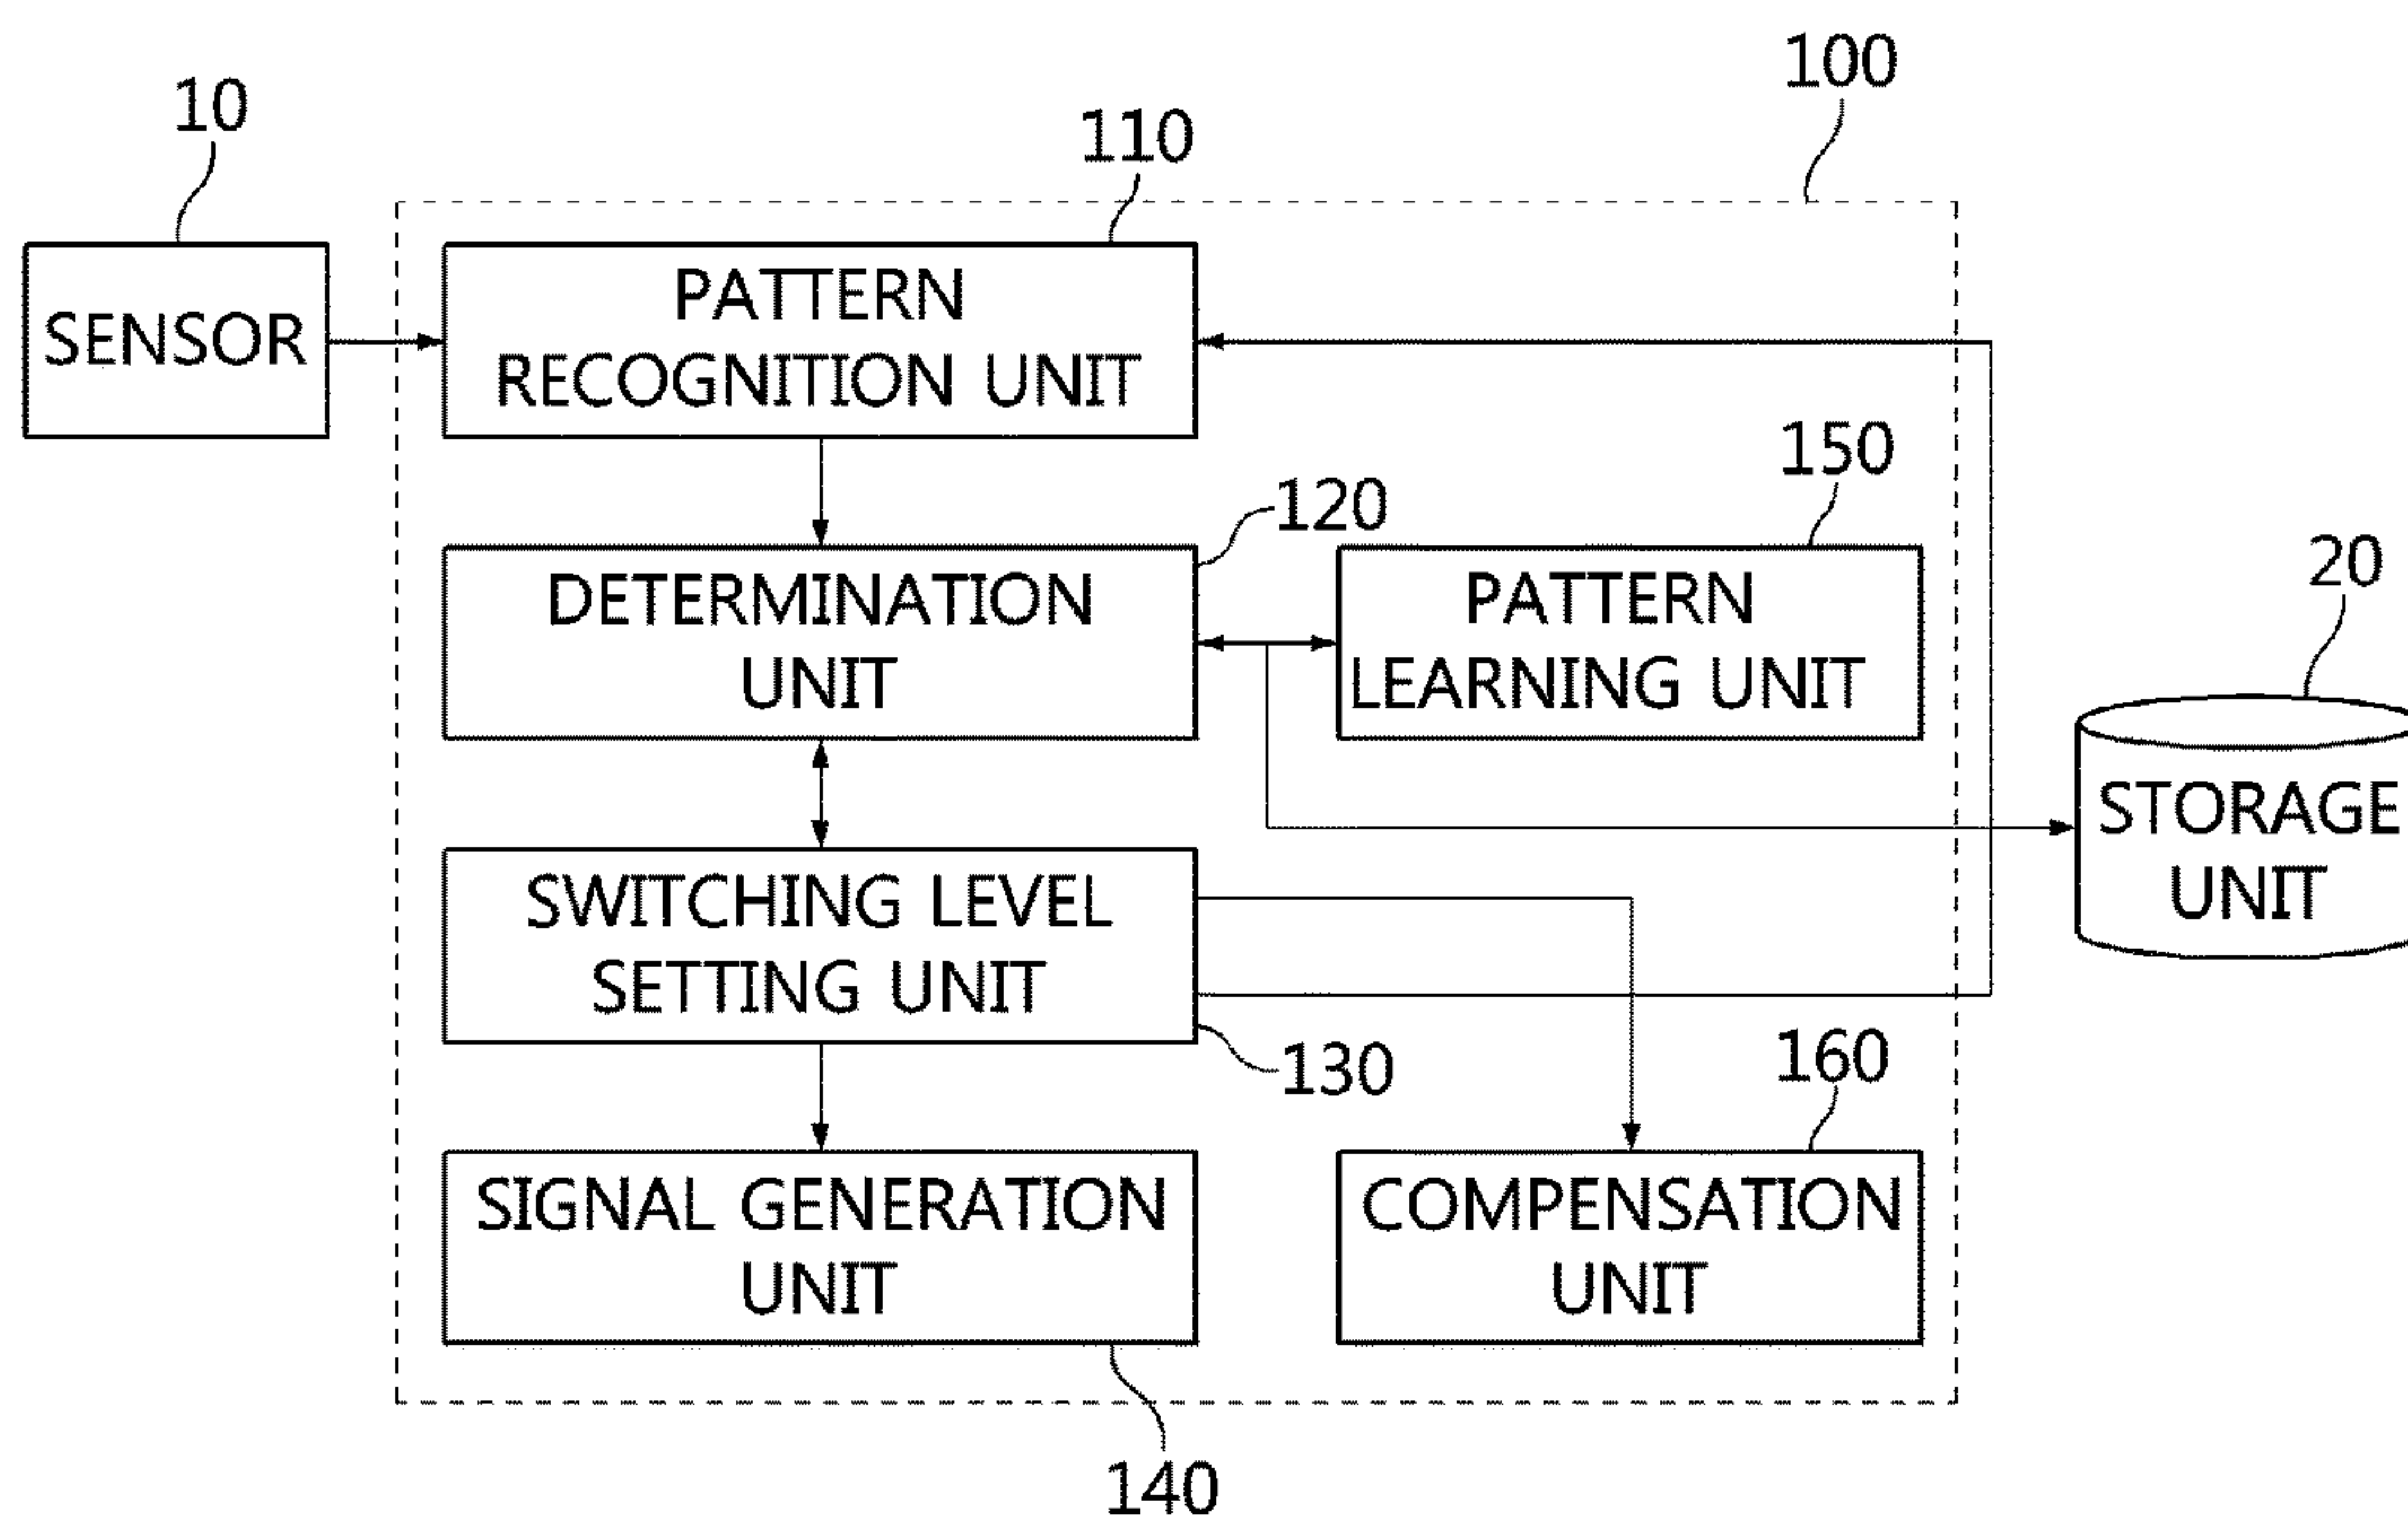 100
10
110
SENSOR
PATTERN
RECOGNITION UNIT
150
120
DETERMINATION
UNIT
PATTERN
LEARNING UNIT
20
STORAGE
UNIT
SWITCHING LEVEL
SETTING UNIT
130
160
SIGNAL GENERATION
UNIT
COMPENSATION
UNIT
140